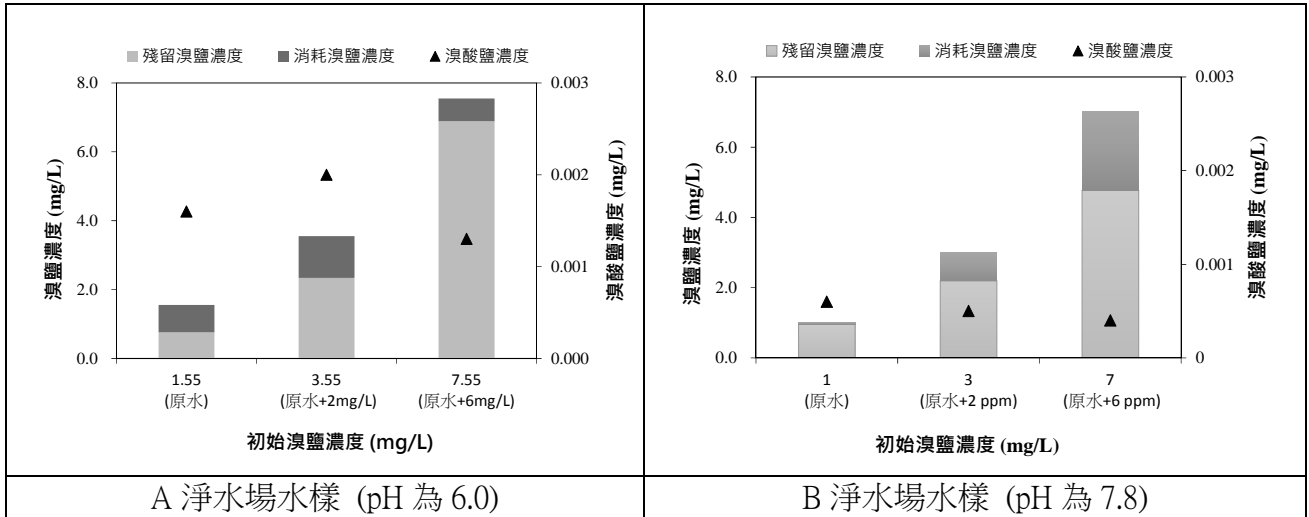 殘留溴鹽濃度 消耗溴鹽濃度 溴酸鹽濃度
8.0
6.0
4.0
2.0
0.0
溴鹽濃度 (mg/L)
0.003
0.002
0.001
0.000
溴酸鹽濃度 (mg/L)
1.55 3.55 7.55
(原水) (原水+2mg/L) (原水+6mg/L)
初始溴鹽濃度 (mg/L)
A 淨水場水樣 (pH 為 6.0)
殘留溴鹽濃度 消耗溴鹽濃度 溴酸鹽濃度
8.0
6.0
4.0
2.0
0.0
溴鹽濃度 (mg/L)
0.003
0.002
0.001
0
溴酸鹽濃度 (mg/L)
1 3 7
(原水) (原水+2 ppm) (原水+6 ppm)
初始溴鹽濃度 (mg/L)
B 淨水場水樣 (pH 為 7.8)